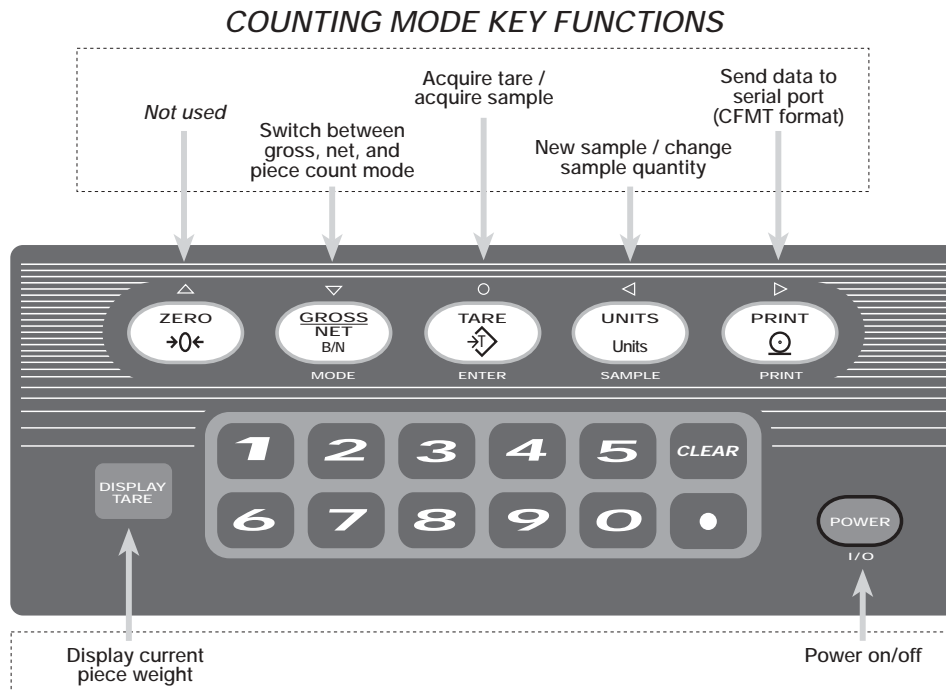 COUNTING MODE KEY FUNCTIONS
Not used
Switch between
gross, net, and
piece count mode
Acquire tare /
acquire sample
New sample / change
sample quantity
Send data to
serial port
(CFMT format)
ZERO
→0←
GROSS
NET
B/N
TARE
T
UNITS
Units
PRINT
MODE
ENTER
SAMPLE
PRINT
1 2 3 4 5 CLEAR
DISPLAY
TARE
6 7 8 9 0 •
POWER
I/O
Display current
piece weight
Power on/off